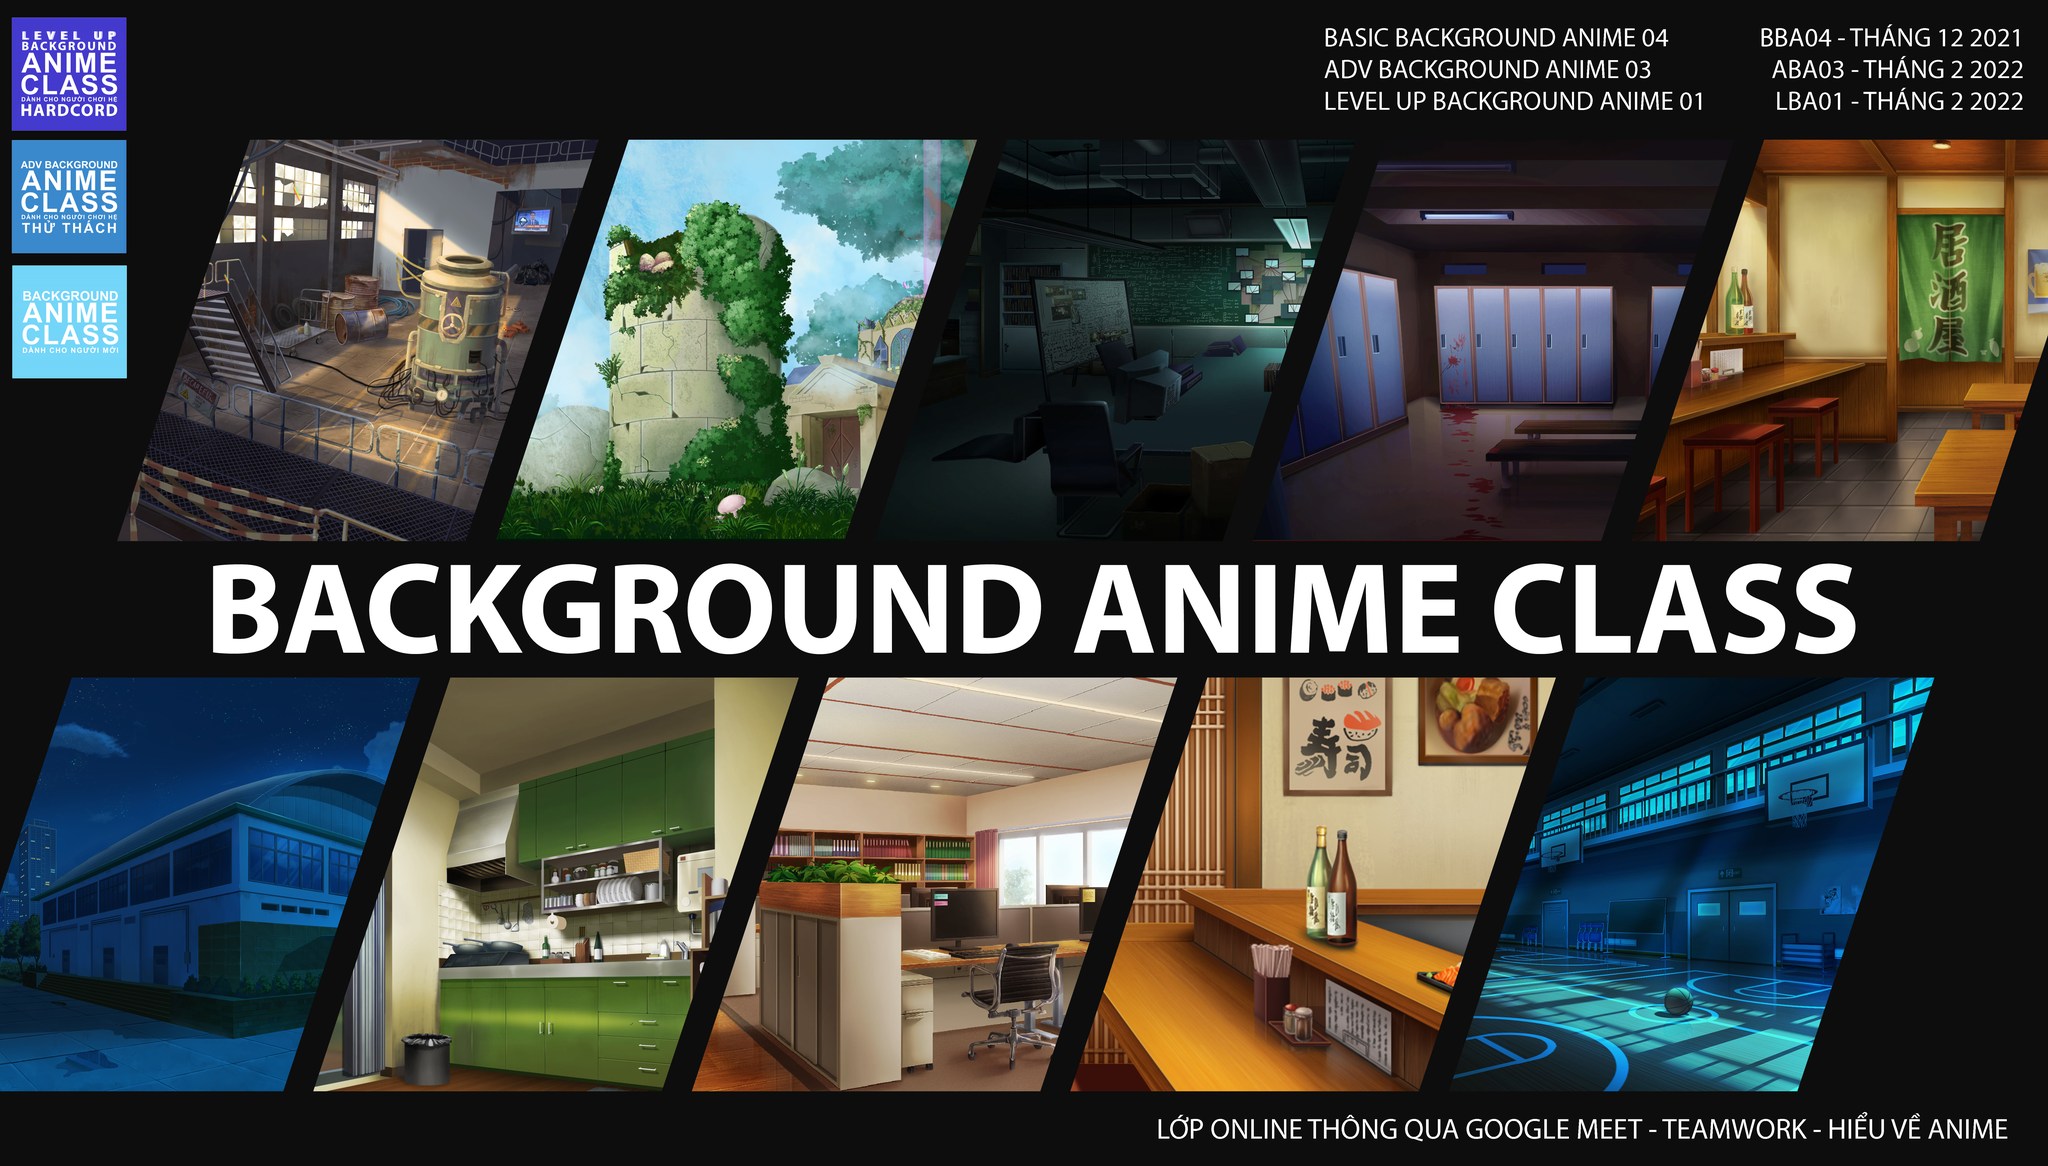 LEVEL UP
BACKGROUND
ANIME
CLASS
DÀNH CHO NGƯỜI CHƠI HỆ
HARDCORD
ADV BACKGROUND
ANIME
CLASS
DÀNH CHO NGƯỜI CHƠI HỆ
THỬ THÁCH
BACKGROUND
ANIME
CLASS
DÀNH CHO NGƯỜI MỚI
BASIC BACKGROUND ANIME 04
ADV BACKGROUND ANIME 03
LEVEL UP BACKGROUND ANIME 01
BBA04 - THÁNG 12 2021
ABA03 - THÁNG 2 2022
LBA01 - THÁNG 2 2022
居酒屋
BACKGROUND ANIME CLASS
寿司
LỚP ONLINE THÔNG QUA GOOGLE MEET - TEAMWORK - HIỂU VỀ ANIME